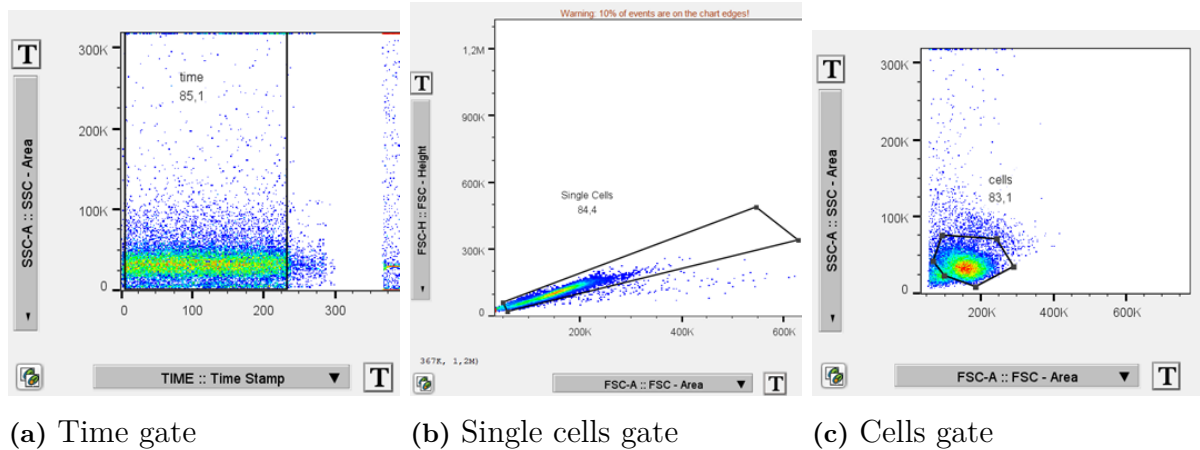 T
SSC-A :: SSC - Area
300K
200K
100K
0
time
85,1
0
100
200
300
TIME :: Time Stamp
T
(a) Time gate
Warning: 10% of events are on the chart edges!
T
FSC-H :: FSC - Height
1,2M
900K
600K
300K
0
Single Cells
84,4
200K
400K
600K
367K, 1,2M)
FSC-A :: FSC - Area
T
(b) Single cells gate
T
SSC-A :: SSC - Area
300K
200K
100K
0
cells
83,1
200K
400K
600K
FSC-A :: FSC - Area
T
(c) Cells gate